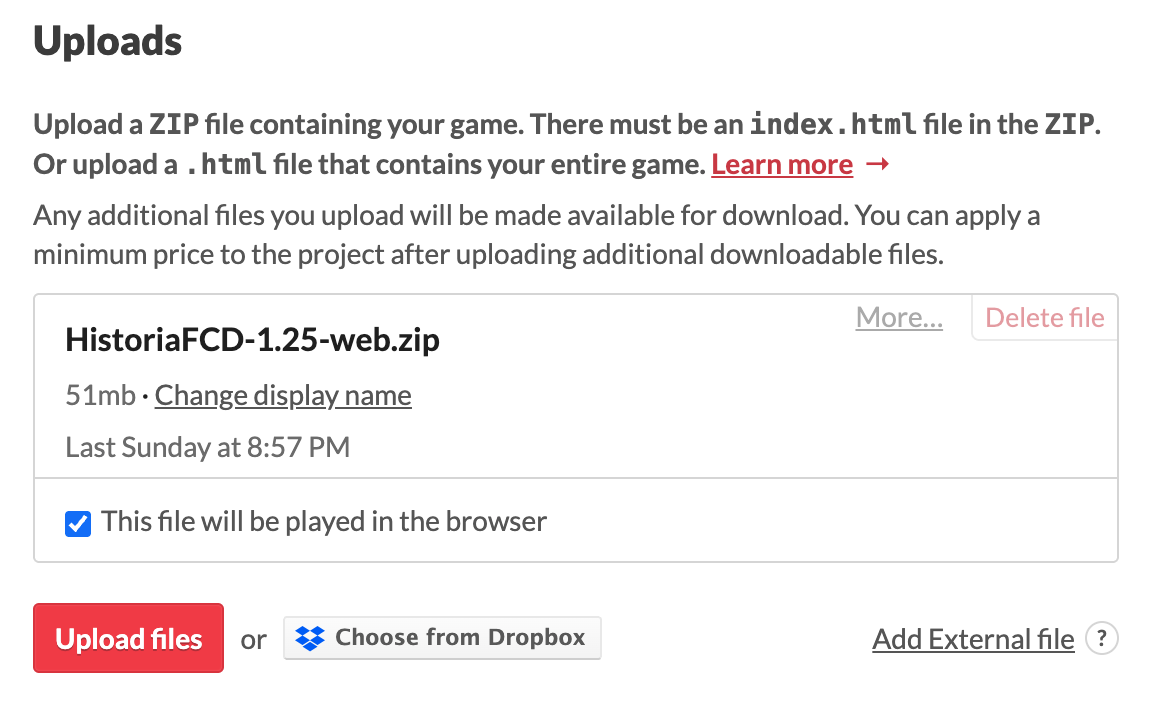 Uploads
Upload a ZIP file containing your game. There must be an index.html file in the ZIP.
Or upload a .html file that contains your entire game. Learn more →
Any additional files you upload will be made available for download. You can apply a
minimum price to the project after uploading additional downloadable files.
More...
Delete file
HistoriaFCD-1.25-web.zip
51mb · Change display name
Last Sunday at 8:57 PM
This file will be played in the browser
Upload files or Choose from Dropbox
Add External file ?